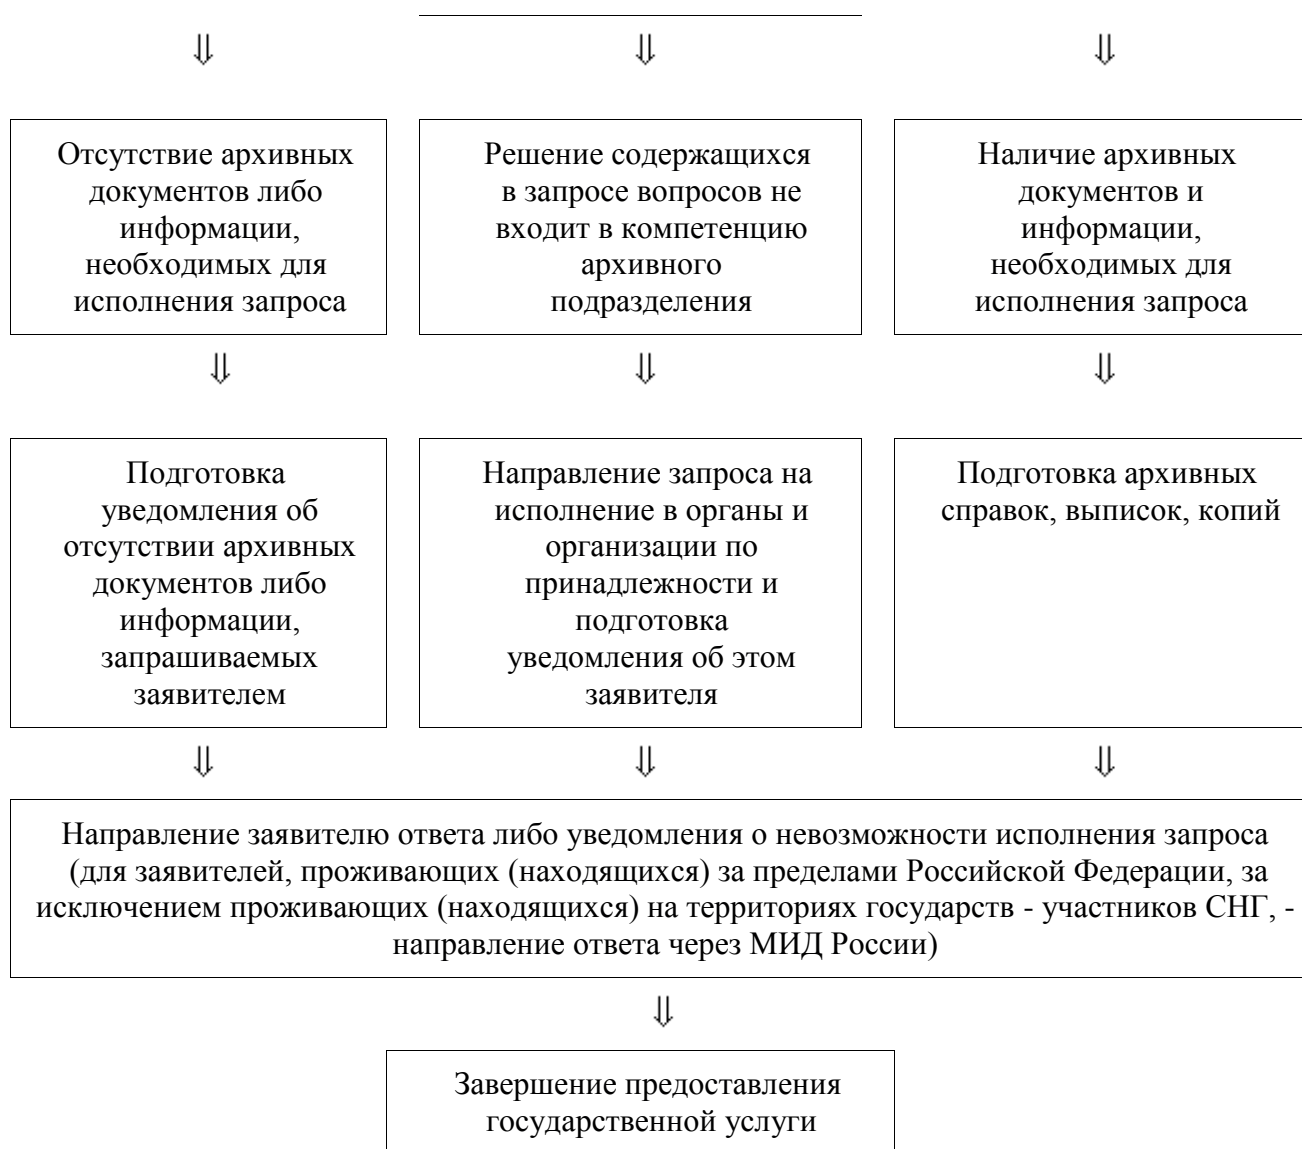 ⇓ ⇓ ⇓
Отсутствие архивных
документов либо
информации,
необходимых для
исполнения запроса
Решение содержащихся
в запросе вопросов не
входит в компетенцию
архивного
подразделения
Наличие архивных
документов и
информации,
необходимых для
исполнения запроса
⇓ ⇓ ⇓
Подготовка
уведомления об
отсутствии архивных
документов либо
информации,
запрашиваемых
заявителем
Направление запроса на
исполнение в органы и
организации по
принадлежности и
подготовка
уведомления об этом
заявителя
Подготовка архивных
справок, выписок, копий
⇓ ⇓ ⇓
Направление заявителю ответа либо уведомления о невозможности исполнения запроса
(для заявителей, проживающих (находящихся) за пределами Российской Федерации, за
исключением проживающих (находящихся) на территориях государств - участников СНГ, -
направление ответа через МИД России)
⇓
Завершение предоставления
государственной услуги